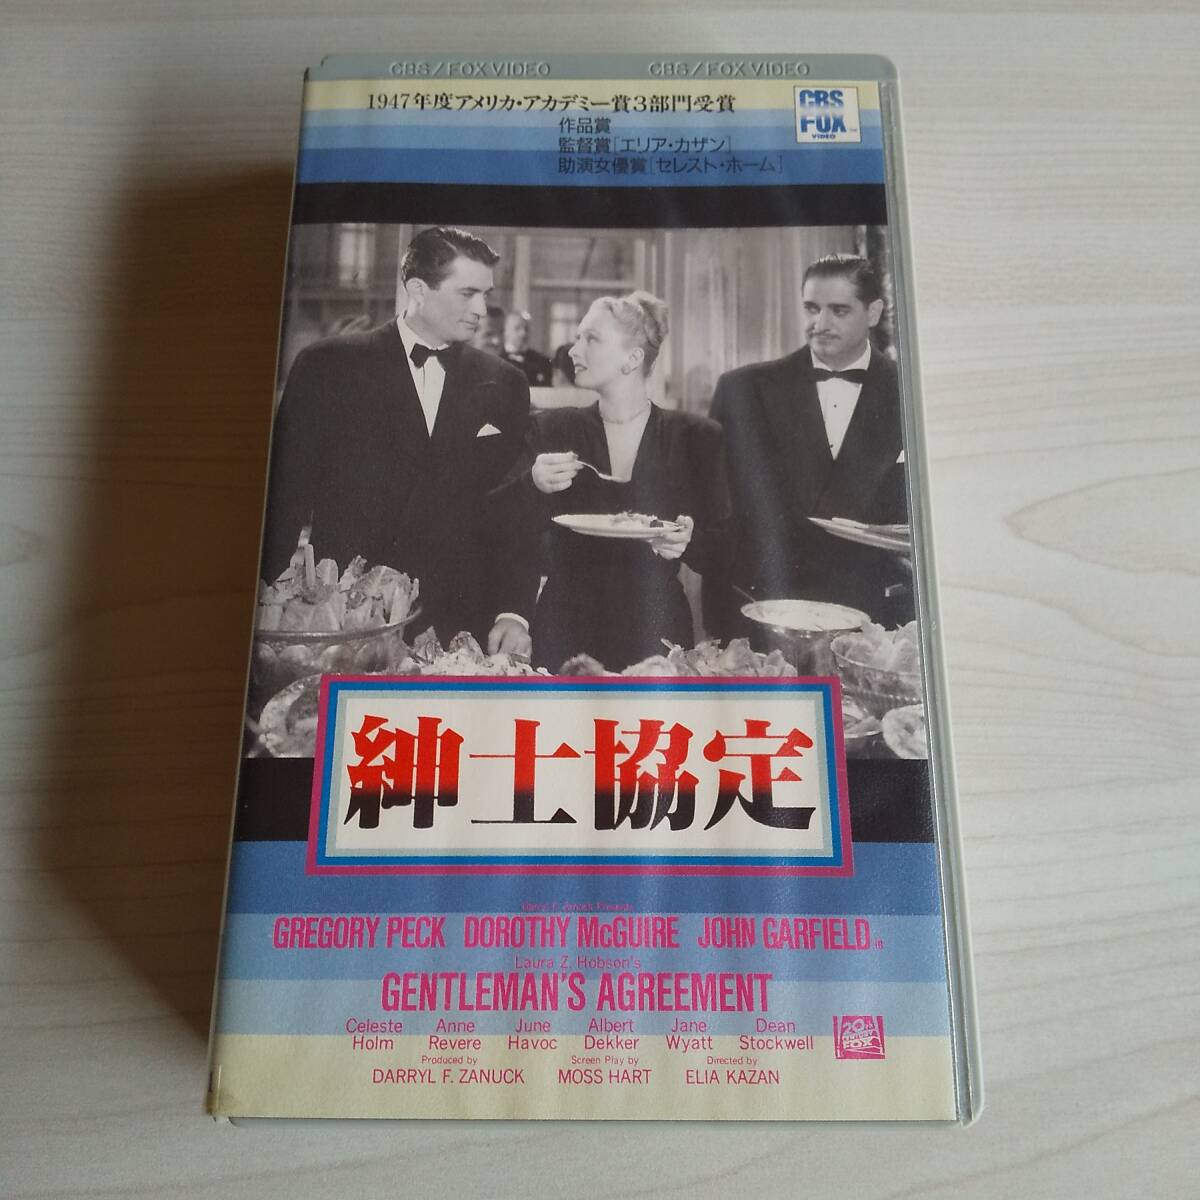 CBS/FOX VIDEO CBS/FOX VIDEO
1947年度アメリカ・アカデミー賞3部門受賞
作品賞
監督賞[エリア・カザン]
助演女優賞[セレスト・ホーム]
CBS
FOX
VIDEO
紳士協定
Darryl F. Zanuck Presents
GREGORY PECK DOROTHY McGUIRE JOHN GARFIELD in
Laura Z. Hobson's
GENTLEMAN'S AGREEMENT
Celeste Holm
Anne Revere
June Havoc
Albert Dekker
Jane Wyatt
Dean Stockwell
Produced by
DARRYL F. ZANUCK
Screen Play by
MOSS HART
Directed by
ELIA KAZAN
20th
CENTURY
FOX